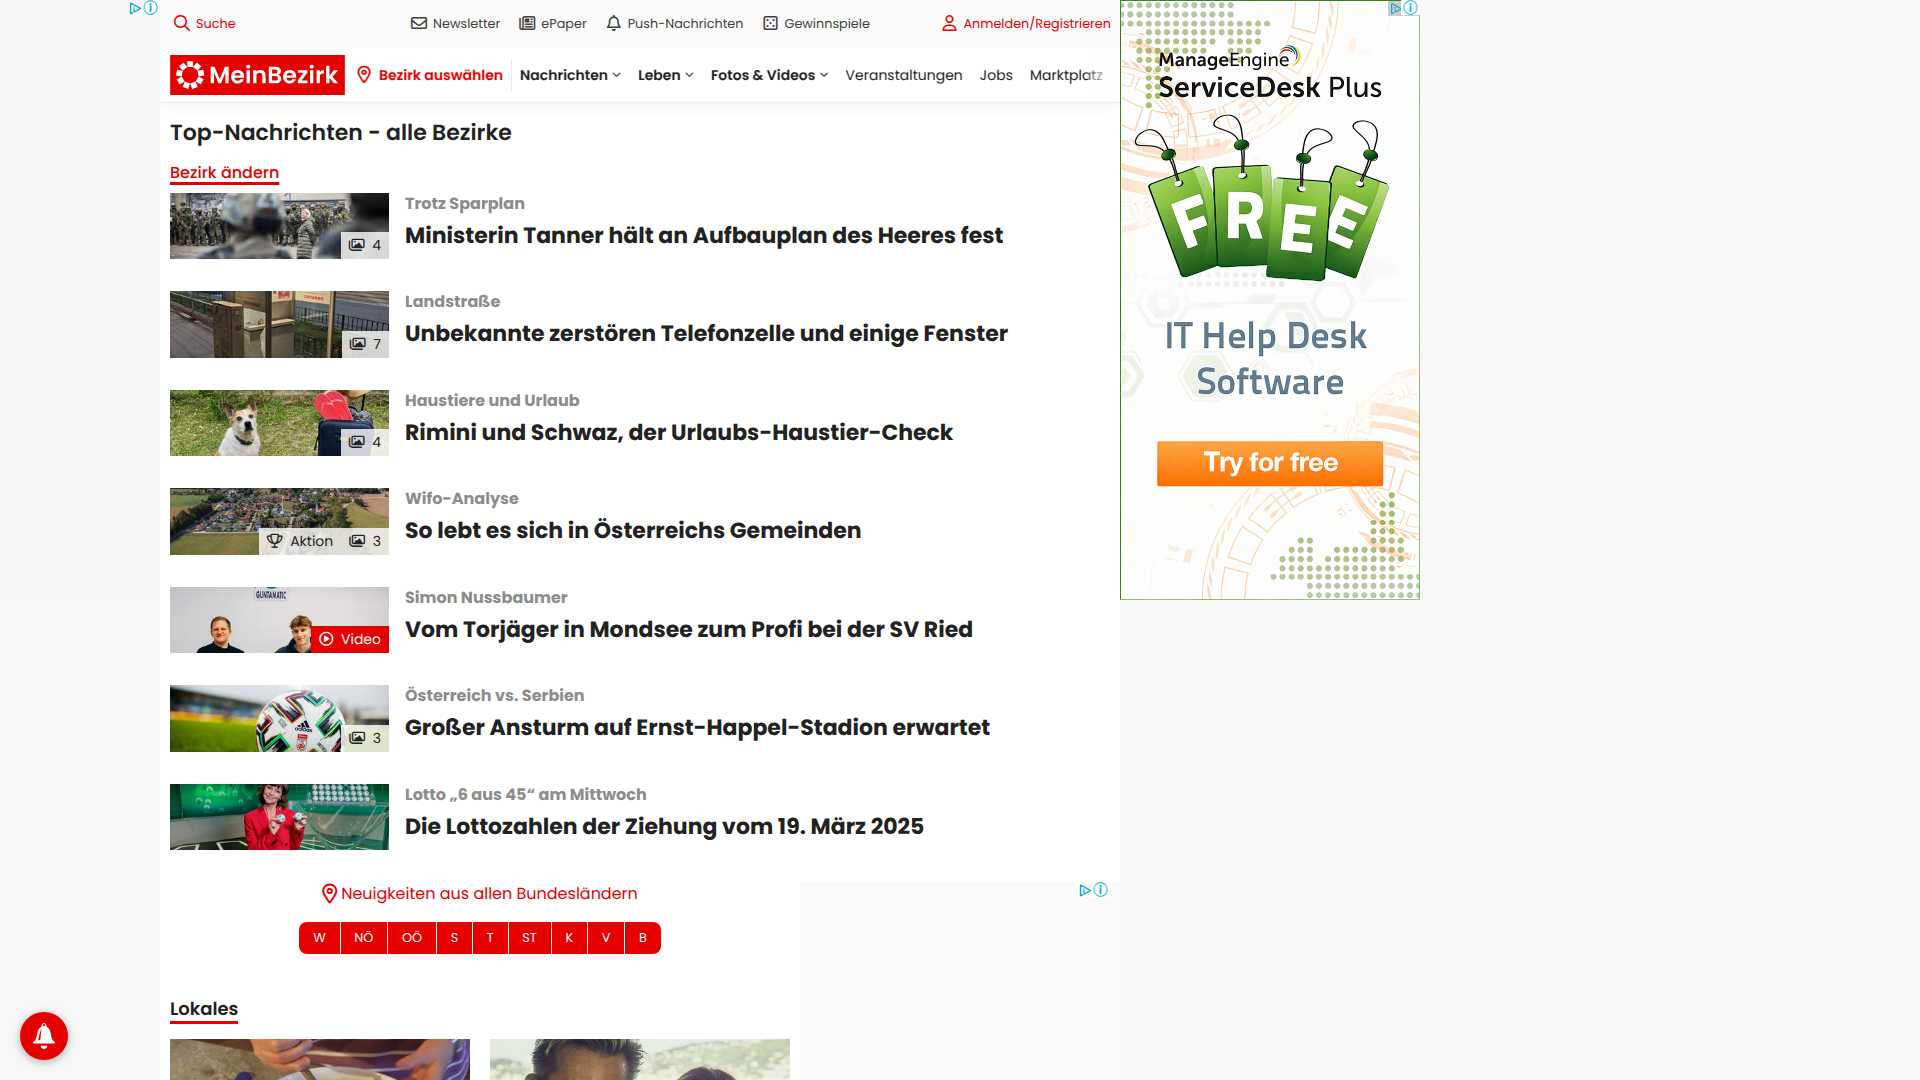 Suche
Newsletter
ePaper
Push-Nachrichten
Gewinnspiele
Anmelden/Registrieren
MeinBezirk
Bezirk auswählen
Nachrichten
Leben
Fotos & Videos
Veranstaltungen
Jobs
Marktplatz
Top-Nachrichten - alle Bezirke
Bezirk ändern
4
Trotz Sparplan
Ministerin Tanner hält an Aufbauplan des Heeres fest
7
Landstraße
Unbekannte zerstören Telefonzelle und einige Fenster
4
Haustiere und Urlaub
Rimini und Schwaz, der Urlaubs-Haustier-Check
Aktion 3
Wifo-Analyse
So lebt es sich in Österreichs Gemeinden
GUNTAMATIC
Video
Simon Nussbaumer
Vom Torjäger in Mondsee zum Profi bei der SV Ried
adidas
3
Österreich vs. Serbien
Großer Ansturm auf Ernst-Happel-Stadion erwartet
Lotto „6 aus 45“ am Mittwoch
Die Lottozahlen der Ziehung vom 19. März 2025
Neuigkeiten aus allen Bundesländern
W NÖ OÖ S T ST K V B
Lokales
ManageEngine
ServiceDesk Plus
FREE
IT Help Desk
Software
Try for free